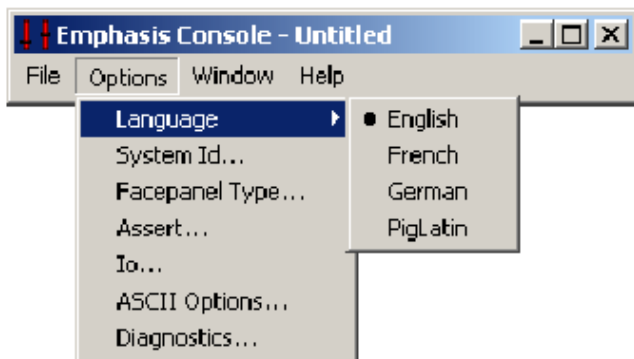 Emphasis Console - Untitled
File Options Window Help
Language
English
System Id...
French
Facepanel Type...
German
Assert...
PigLatin
Io...
ASCII Options...
Diagnostics...